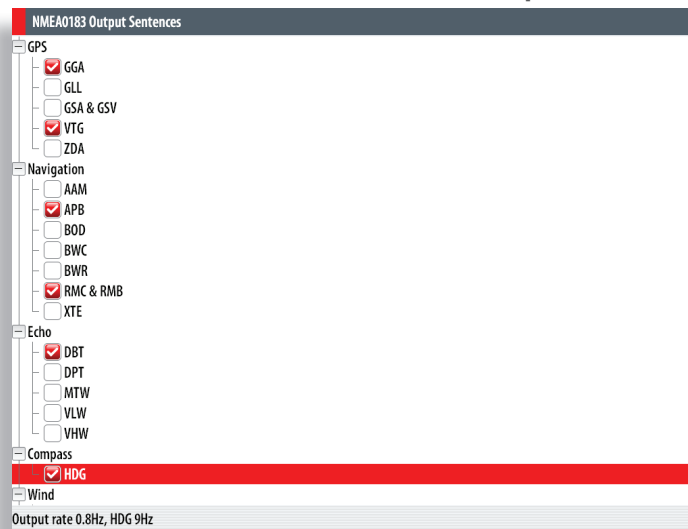 NMEA0183 Output Sentences
GPS
GGA
GLL
GSA & GSV
VTG
ZDA
Navigation
AAM
APB
BOD
BWC
BWR
RMC & RMB
XTE
Echo
DBT
DPT
MTW
VLW
VHW
Compass
HDG
Wind
Output rate 0.8Hz, HDG 9Hz